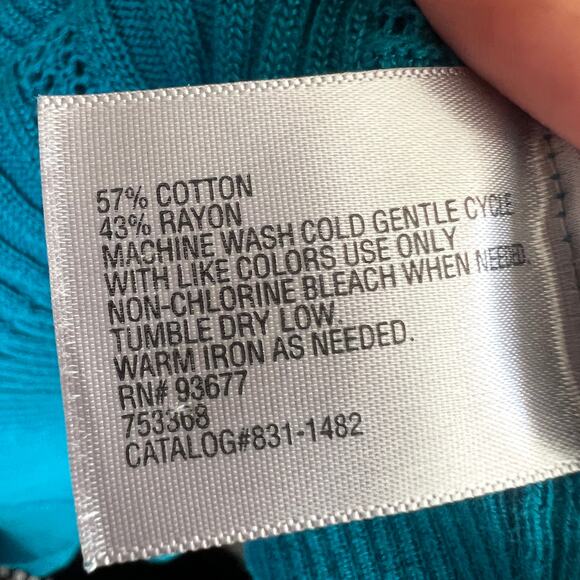 57% COTTON
43% RAYON
MACHINE WASH COLD GENTLE CYCLE
WITH LIKE COLORS USE ONLY
NON-CHLORINE BLEACH WHEN NEEDED.
TUMBLE DRY LOW.
WARM IRON AS NEEDED.
RN# 93677
753368
CATALOG#831-1482